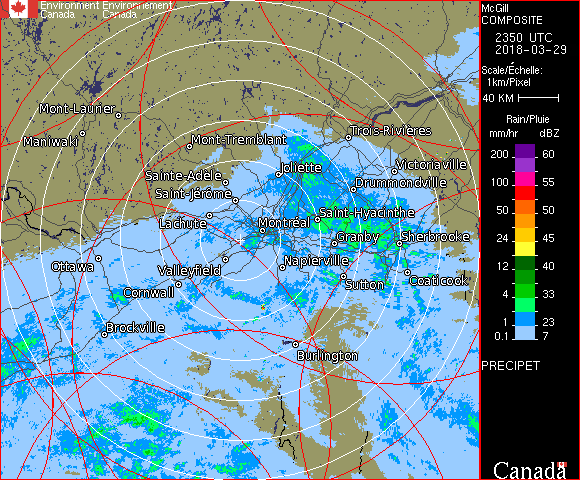 Environment Environnement
Canada Canada
McGill
COMPOSITE
2350 UTC
2018-03-29
Scale/Échelle:
1km/Pixel
40 KM
Rain/Pluie
mm/hr dBZ
200 60
100 55
50 50
24 45
12 40
4 33
1 23
0.1 7
PRECIPET
Canada
Mont-Laurier
Maniwaki
Mont-Tremblant
Trois-Rivières
Sainte-Adèle
Joliette
Victoriaville
Drummondville
Saint-Jérôme
Lachute
Saint-Hyacinthe
Montréal
Granby
Sherbrooke
Ottawa
Valleyfield
Napierville
Cornwall
Sutton
Coaticook
Brockville
Burlington